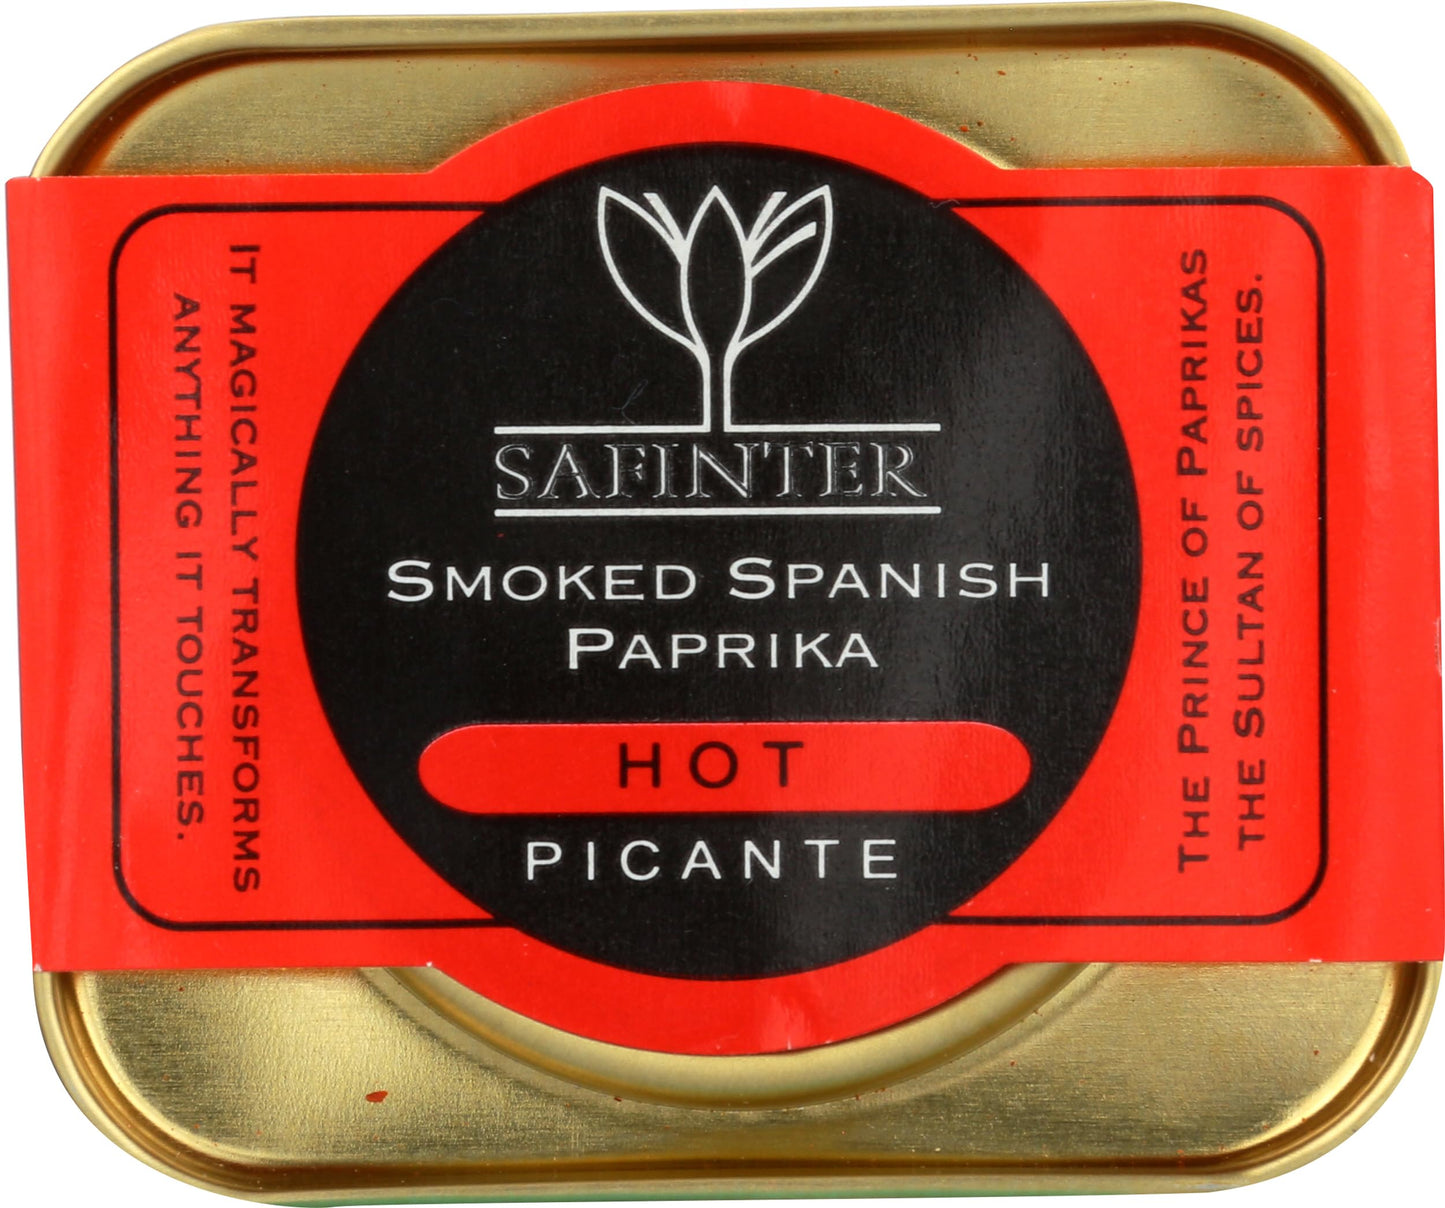 SAFINTER
SMOKED SPANISH
PAPRIKA
HOT
PICANTE
IT MAGICALLY TRANSFORMS
ANYTHING IT TOUCHES.
THE PRINCE OF PAPRIKAS
THE SULTAN OF SPICES.